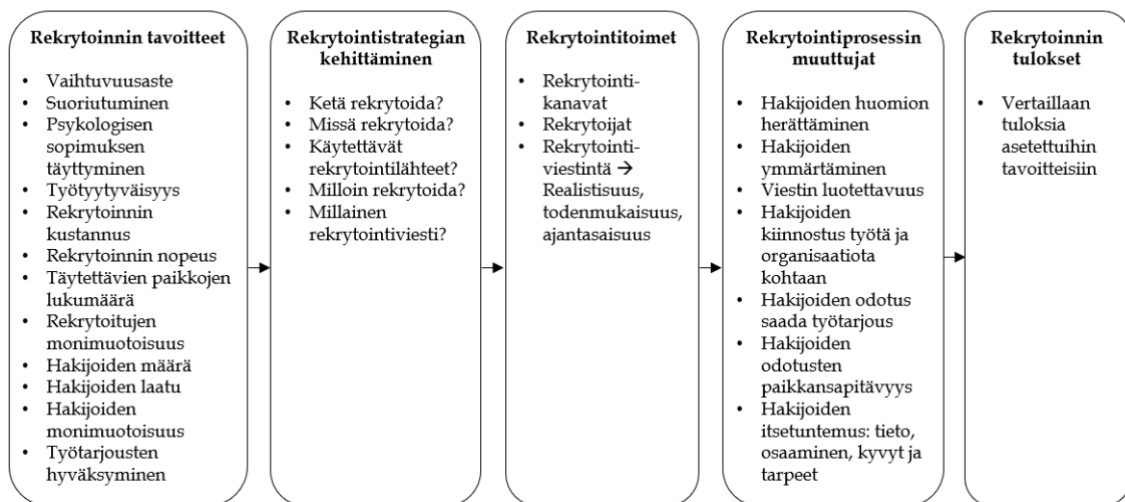 Rekrytoinnin tavoitteet
• Vaihtuvuusaste
• Suoriutuminen
• Psykologisen
sopimuksen
täyttyminen
• Työtyytyväisyys
• Rekrytoinnin
kustannus
• Rekrytoinnin nopeus
• Täytettävien paikkojen
lukumäärä
• Rekrytoitujen
monimuotoisuus
• Hakijoiden määrä
• Hakijoiden laatu
• Hakijoiden
monimuotoisuus
• Työtarjousten
hyväksyminen
Rekrytointistrategian
kehittäminen
• Ketä rekrytoida?
• Missä rekrytoida?
• Käytettävät
rekrytointilähteet?
• Milloin rekrytoida?
• Millainen
rekrytointiviesti?
Rekrytointitoimet
• Rekrytointi-
kanavat
• Rekrytoijat
• Rekrytointi-
viestintä →
Realistisuus,
todenmukaisuus,
ajantasaisuus
Rekrytointiprosessin
muuttujat
• Hakijoiden huomion
herättäminen
• Hakijoiden
ymmärtäminen
• Viestin luotettavuus
• Hakijoiden
kiinnostus työtä ja
organisaatiota
kohtaan
• Hakijoiden odotus
saada työtarjous
• Hakijoiden
odotusten
paikkansapitävyys
• Hakijoiden
itsetuntemus: tieto,
osaaminen, kyvyt ja
tarpeet
Rekrytoinnin
tulokset
• Vertaillaan
tuloksia
asetettuihin
tavoitteisiin